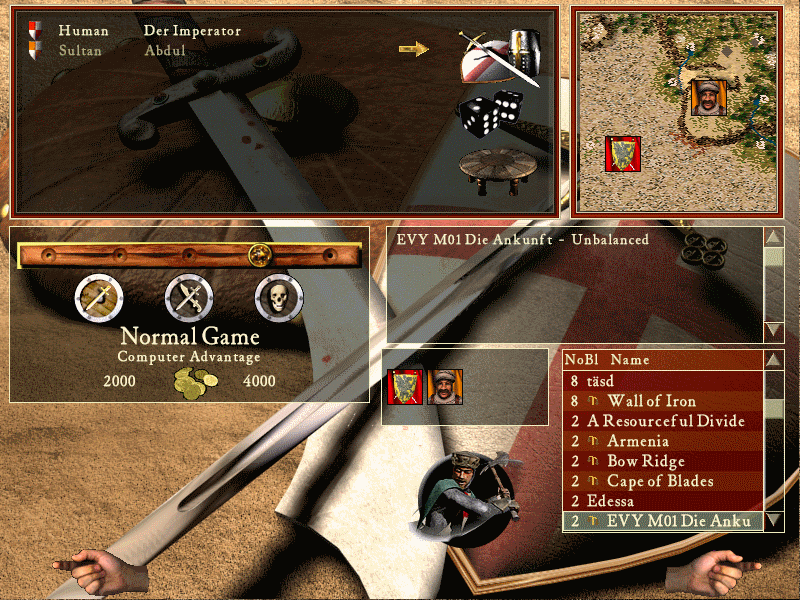 Human Der Imperator
Sultan Abdul
EVY M01 Die Ankunft - Unbalanced
Normal Game
Computer Advantage
2000 4000
NoBl Name
8 täsd
8 Wall of Iron
2 A Resourceful Divide
2 Armenia
2 Bow Ridge
2 Cape of Blades
2 Edessa
2 EVY M01 Die Anku